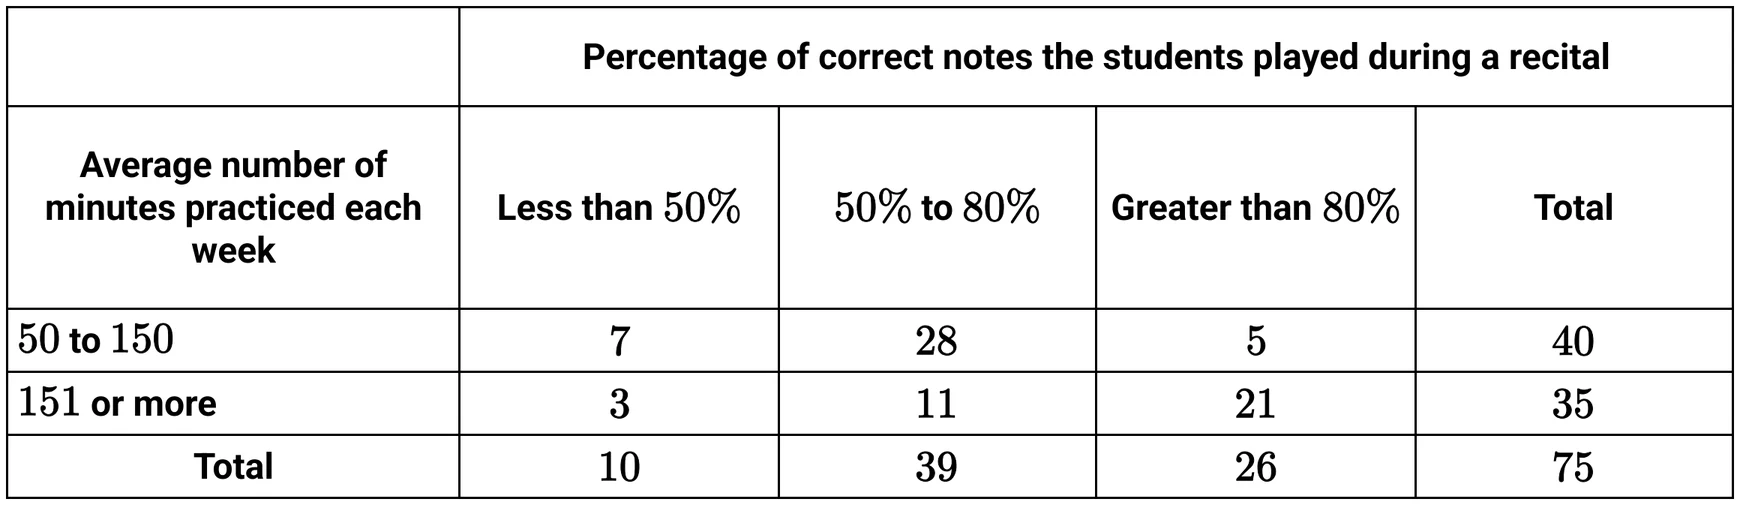 Percentage of correct notes the students played during a recital
Average number of
minutes practiced each
week
Less than 50%
50% to 80%
Greater than 80%
Total
50 to 150
7
28
5
40
151 or more
3
11
21
35
Total
10
39
26
75